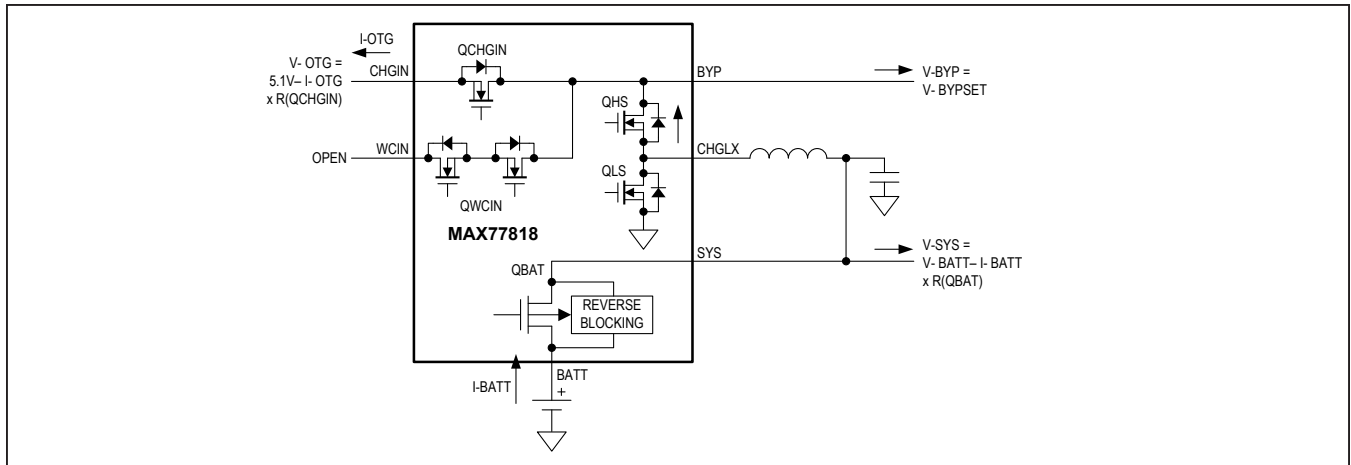 I-OTG
V- OTG =
5.1V– I- OTG
x R(QCHGIN)
CHGIN
QCHGIN
BYP
V-BYP =
V- BYPSET
QHS
OPEN
WCIN
CHGLX
QLS
QWCIN
MAX77818
SYS
V-SYS =
V- BATT– I- BATT
x R(QBAT)
QBAT
REVERSE
BLOCKING
I-BATT
BATT
+